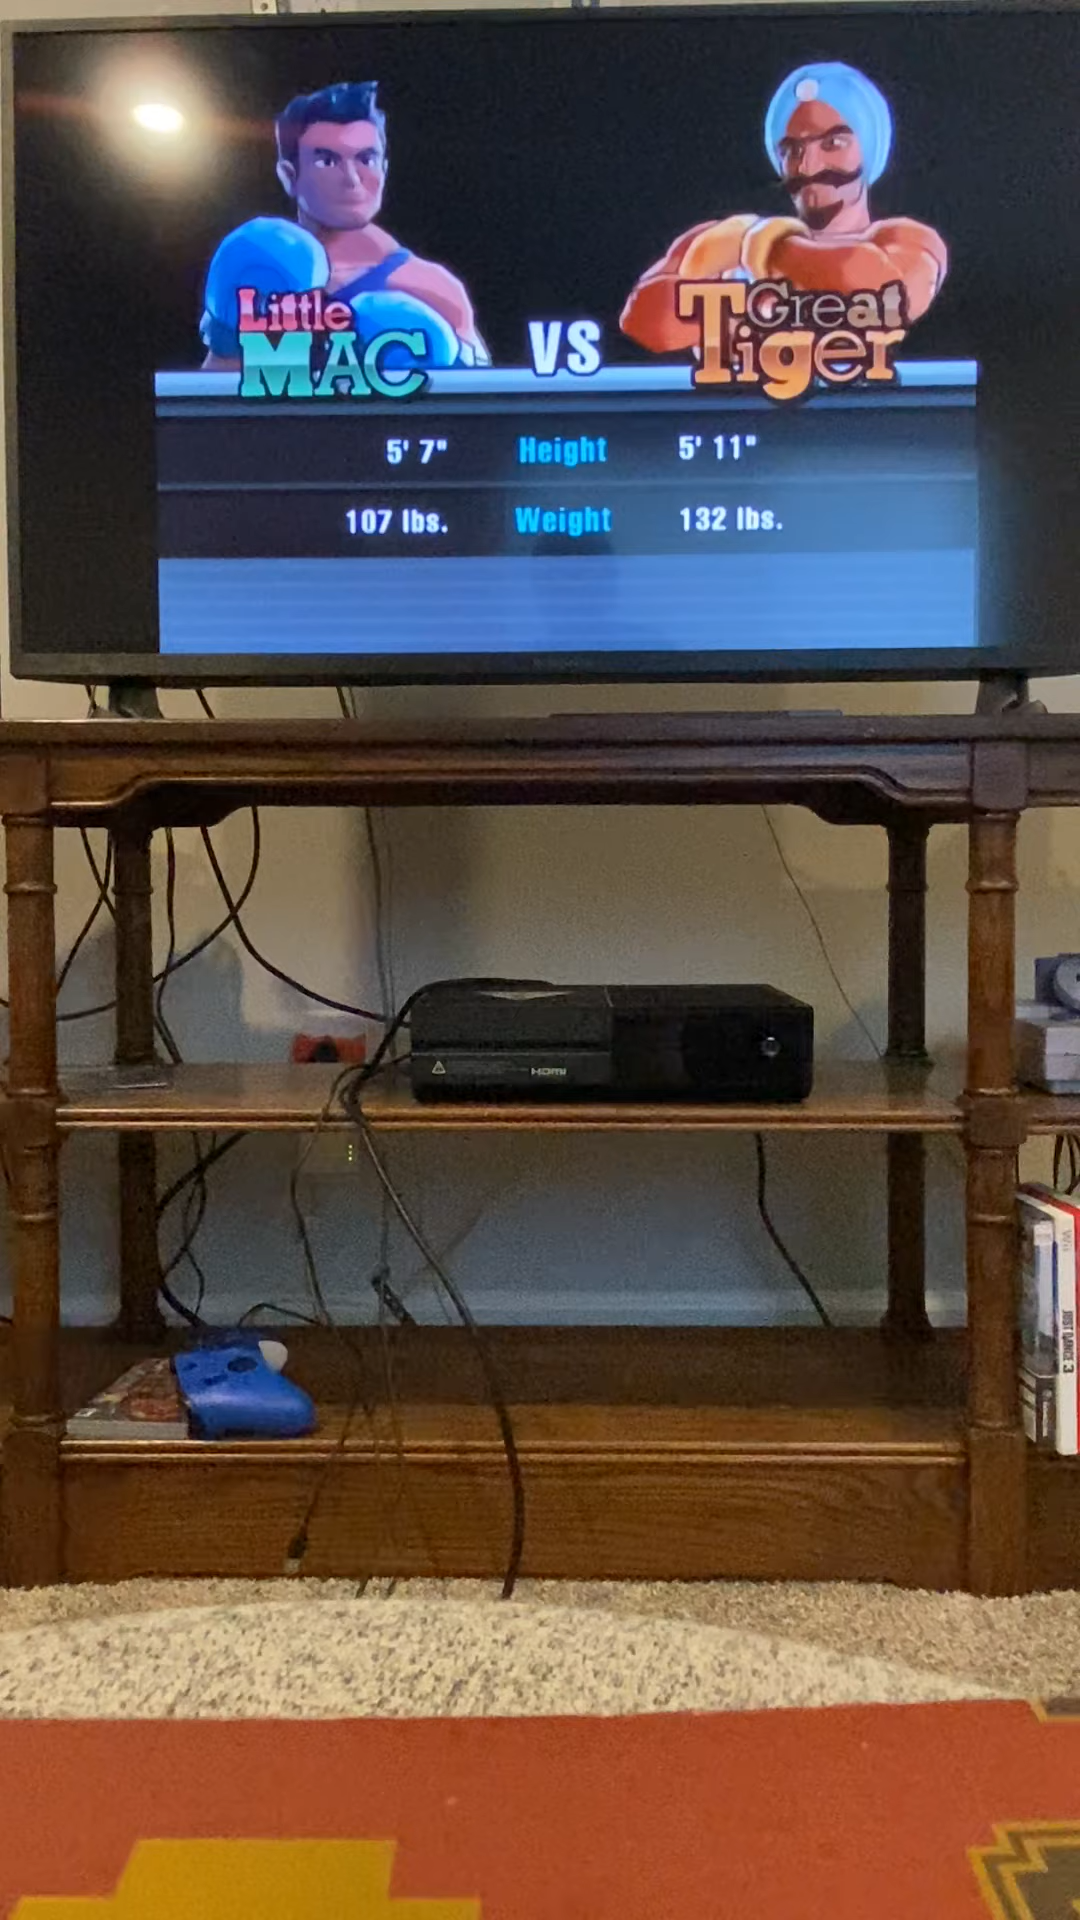 Little
MAC
VS
Great
Tiger
5' 7" Height 5' 11"
107 lbs. Weight 132 lbs.
HDMI
Wii
JUST DANCE 3